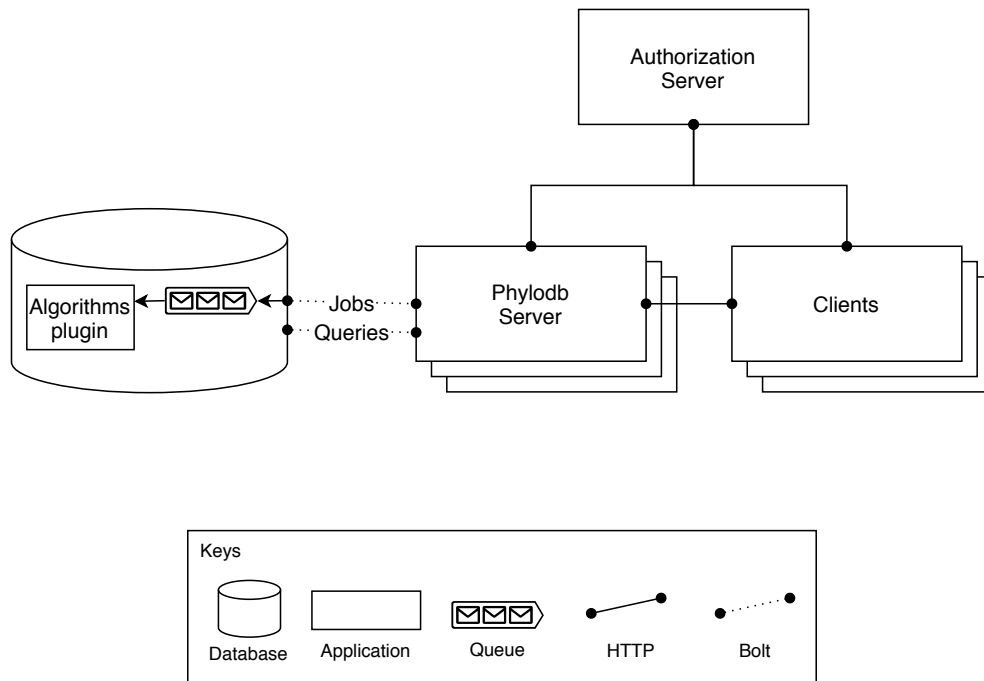 Authorization
Server
Algorithms
plugin
Jobs
Queries
Phylodb
Server
Clients
Keys
Database
Application
Queue
HTTP
Bolt